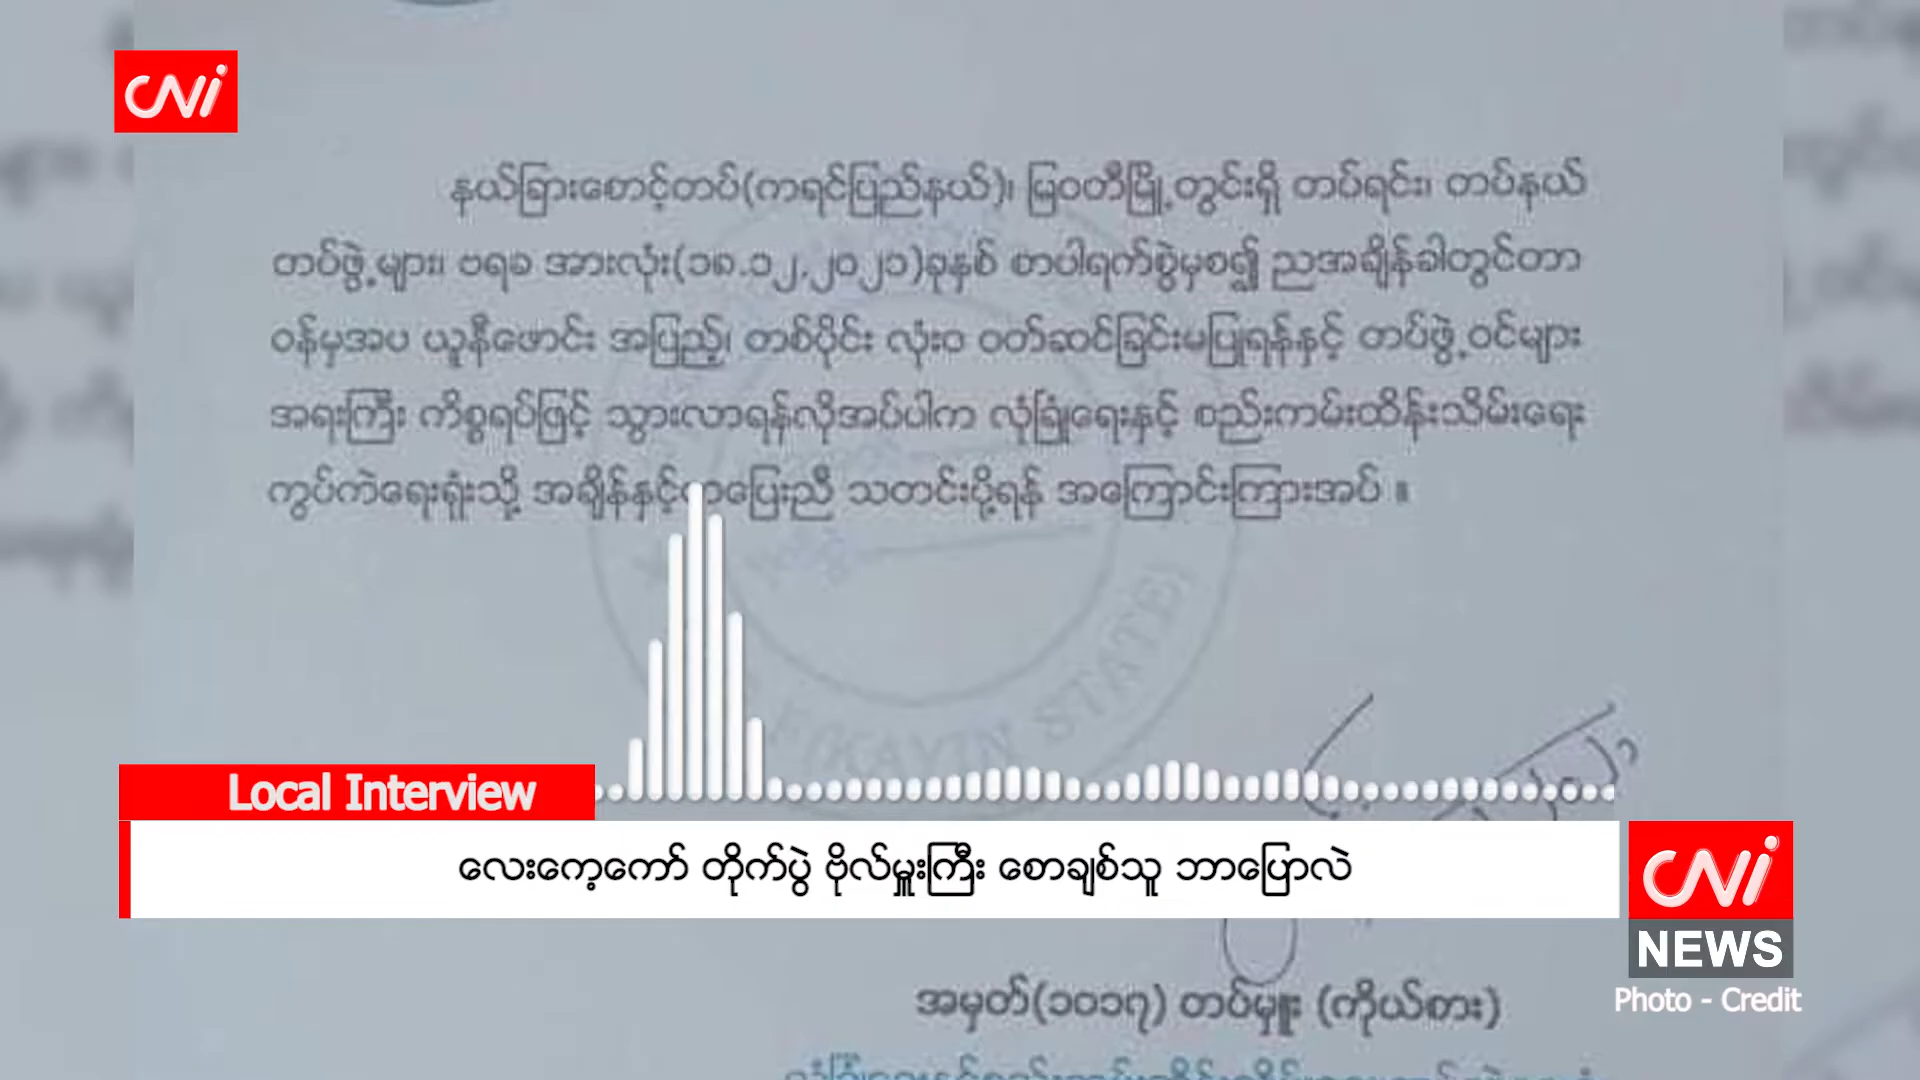 CNi
နယ်ခြားစောင့်တပ်(ကရင်ပြည်နယ်)၊ မြဝတီမြို့တွင်းရှိ တပ်ရင်း၊ တပ်နယ်
တပ်ဖွဲ့များ၊ ဗရခ အားလုံး(၁၈.၁၂.၂၀၂၁)ခုနှစ် စာပါရက်စွဲမှစ၍ ညအချိန်ခါတွင်တာ
ဝန်မှအပ ယူနီဖောင်း အပြည့်၊ တစ်ပိုင်း လုံးဝ ဝတ်ဆင်ခြင်းမပြုရန်နှင့် တပ်ဖွဲ့ဝင်များ
အရေးကြီး ကိစ္စရပ်ဖြင့် သွားလာရန်လိုအပ်ပါက လုံခြုံရေးနှင့် စည်းကမ်းထိန်းသိမ်းရေး
ကွပ်ကဲရေးရုံးသို့ အချိန်နှင့်တပြေးညီ သတင်းပို့ရန် အကြောင်းကြားအပ် ။
(KAYIN STATE)
Local Interview
လေးကေ့ကော် တိုက်ပွဲ ဗိုလ်မှူးကြီး စောချစ်သူ ဘာပြောလဲ
CNi
NEWS
Photo - Credit
အမှတ်(၁၀၁၇) တပ်မှူး (ကိုယ်စား)